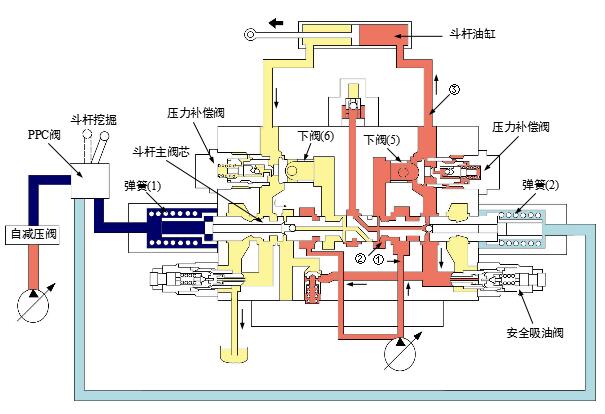 斗杆油缸
③
斗杆挖掘
压力补偿阀
压力补偿阀
PPC阀
下阀(6)
下阀(5)
斗杆主阀芯
弹簧(1)
弹簧(2)
自减压阀
②
①
安全吸油阀